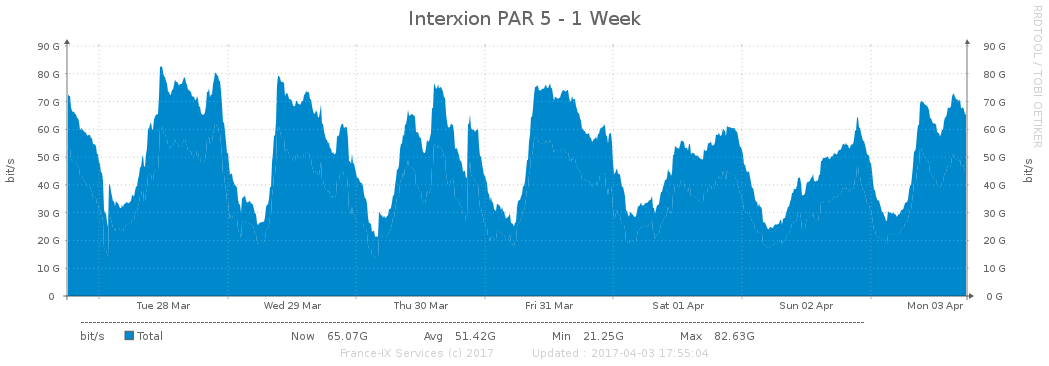 Interxion PAR 5 - 1 Week
RRDTOOL / TOBI OETIKER
bit/s
90 G 90 G
80 G 80 G
70 G 70 G
60 G 60 G
50 G 50 G
40 G 40 G
30 G 30 G
20 G 20 G
10 G 10 G
0 0 G
bit/s
Tue 28 Mar Wed 29 Mar Thu 30 Mar Fri 31 Mar Sat 01 Apr Sun 02 Apr Mon 03 Apr
bit/s Total Now 65.07G Avg 51.42G Min 21.25G Max 82.63G
France-IX Services (c) 2017 Updated : 2017-04-03 17:55:04